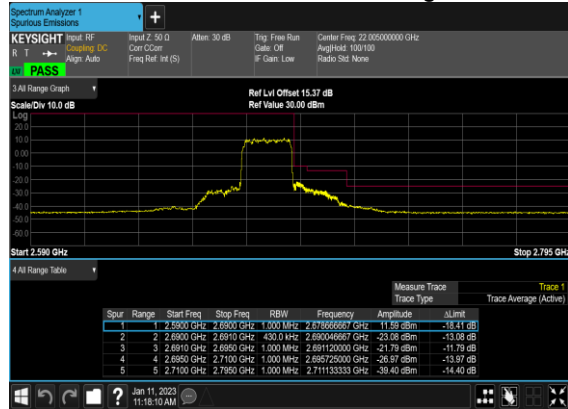 Spectrum Analyzer 1
Spurious Emissions
+
KEYSIGHT Input: RF Input Z: 50 Ω Atten: 30 dB Trig: Free Run Center Freq: 22.005000000 GHz
R T Coupling: DC Corr CCorr Gate: Off Avg|Hold: 100/100
Align: Auto Freq Ref: Int (S) IF Gain: Low Radio Std: None
PASS
3 All Range Graph Ref Lvl Offset 15.37 dB
Scale/Div 10.0 dB Ref Value 30.00 dBm
Log
20.0
10.0
0.00
-10.0
-20.0
-30.0
-40.0
-50.0
-60.0
Start 2.590 GHz Stop 2.795 GHz
4 All Range Table
Measure Trace Trace 1
Trace Type Trace Average (Active)
Spur Range Start Freq Stop Freq RBW Frequency Amplitude ΔLimit
1 1 2.5900 GHz 2.6900 GHz 1.000 MHz 2.678666667 GHz 11.59 dBm -18.41 dB
2 2 2.6900 GHz 2.6910 GHz 430.0 kHz 2.690046667 GHz -23.08 dBm -13.08 dB
3 3 2.6910 GHz 2.6950 GHz 1.000 MHz 2.691120000 GHz -21.79 dBm -11.79 dB
4 4 2.6950 GHz 2.7100 GHz 1.000 MHz 2.695725000 GHz -26.97 dBm -13.97 dB
5 5 2.7100 GHz 2.7950 GHz 1.000 MHz 2.711133333 GHz -39.40 dBm -14.40 dB
? Jan 11, 2023
11:18:10 AM